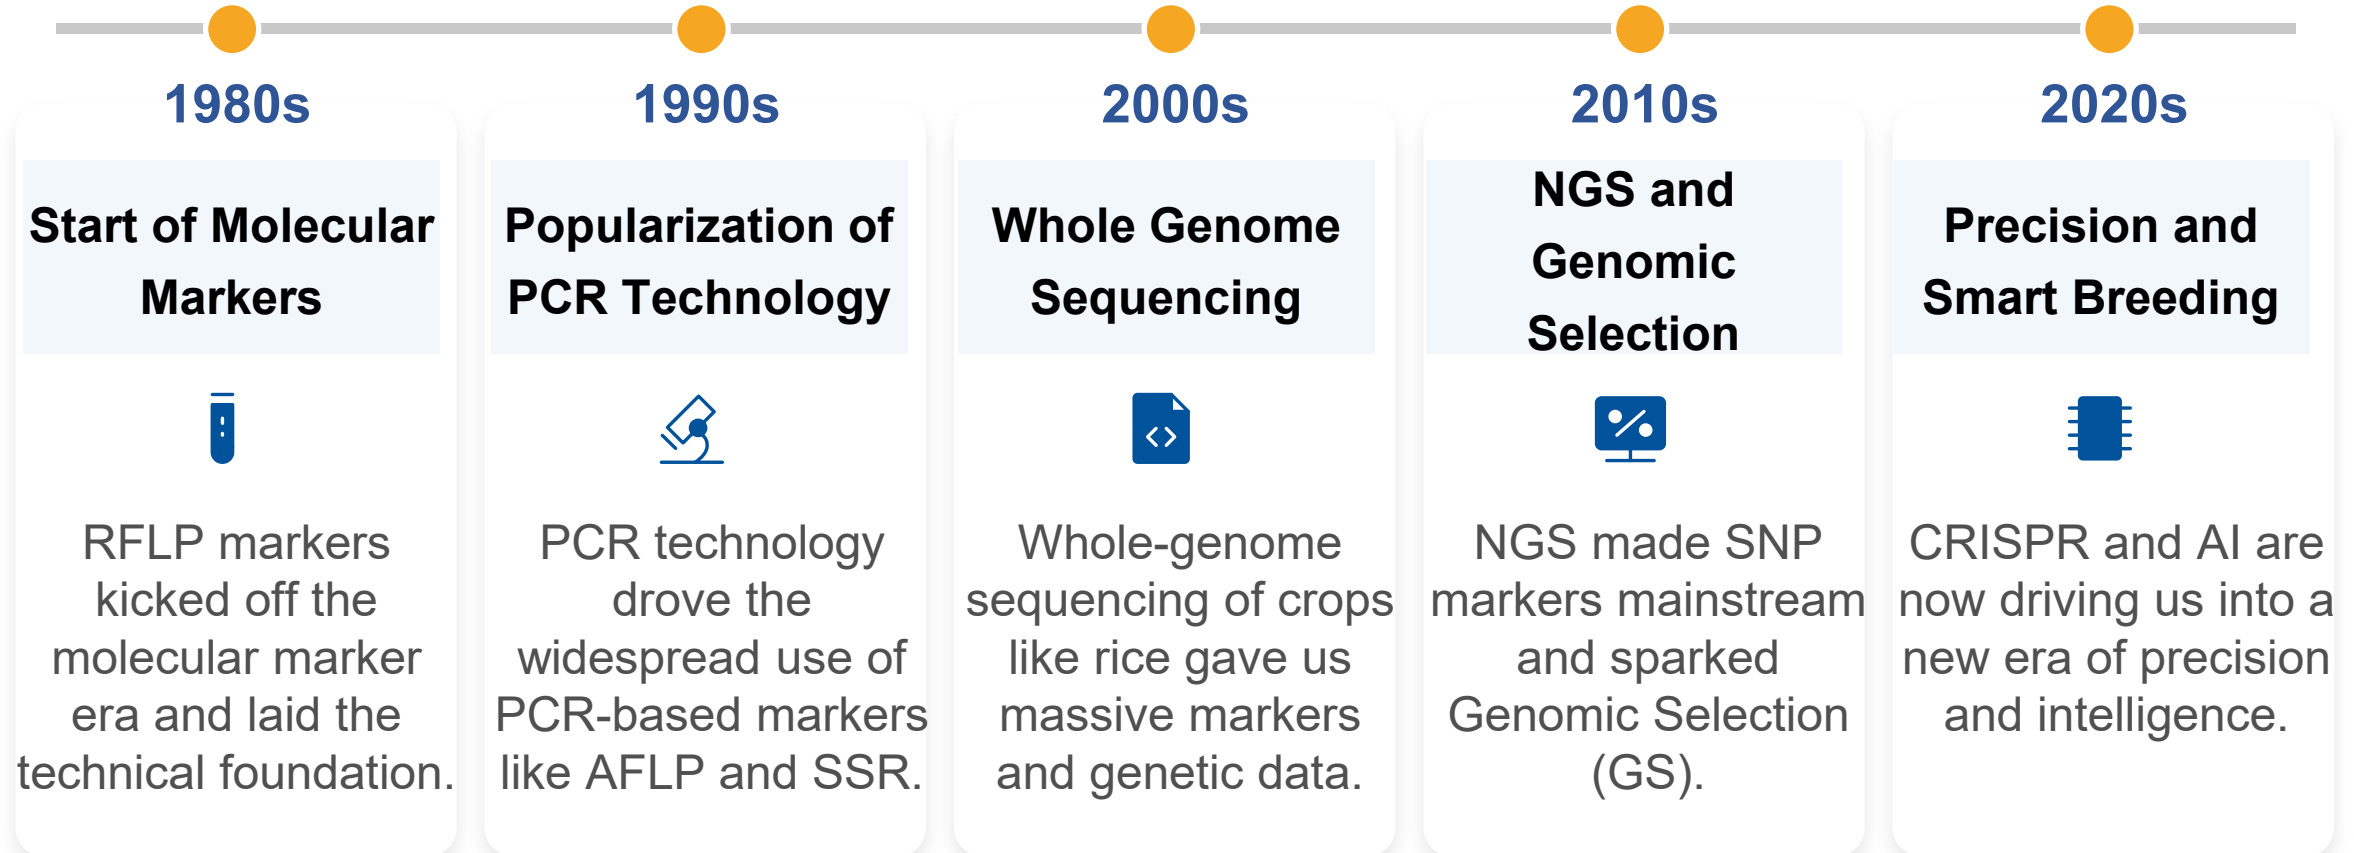 1980s
Start of Molecular
Markers
RFLP markers
kicked off the
molecular marker
era and laid the
technical foundation.
1990s
Popularization of
PCR Technology
PCR technology
drove the
widespread use of
PCR-based markers
like AFLP and SSR.
2000s
Whole Genome
Sequencing
Whole-genome
sequencing of crops
like rice gave us
massive markers
and genetic data.
2010s
NGS and
Genomic
Selection
NGS made SNP
markers mainstream
and sparked
Genomic Selection
(GS).
2020s
Precision and
Smart Breeding
CRISPR and AI are
now driving us into a
new era of precision
and intelligence.